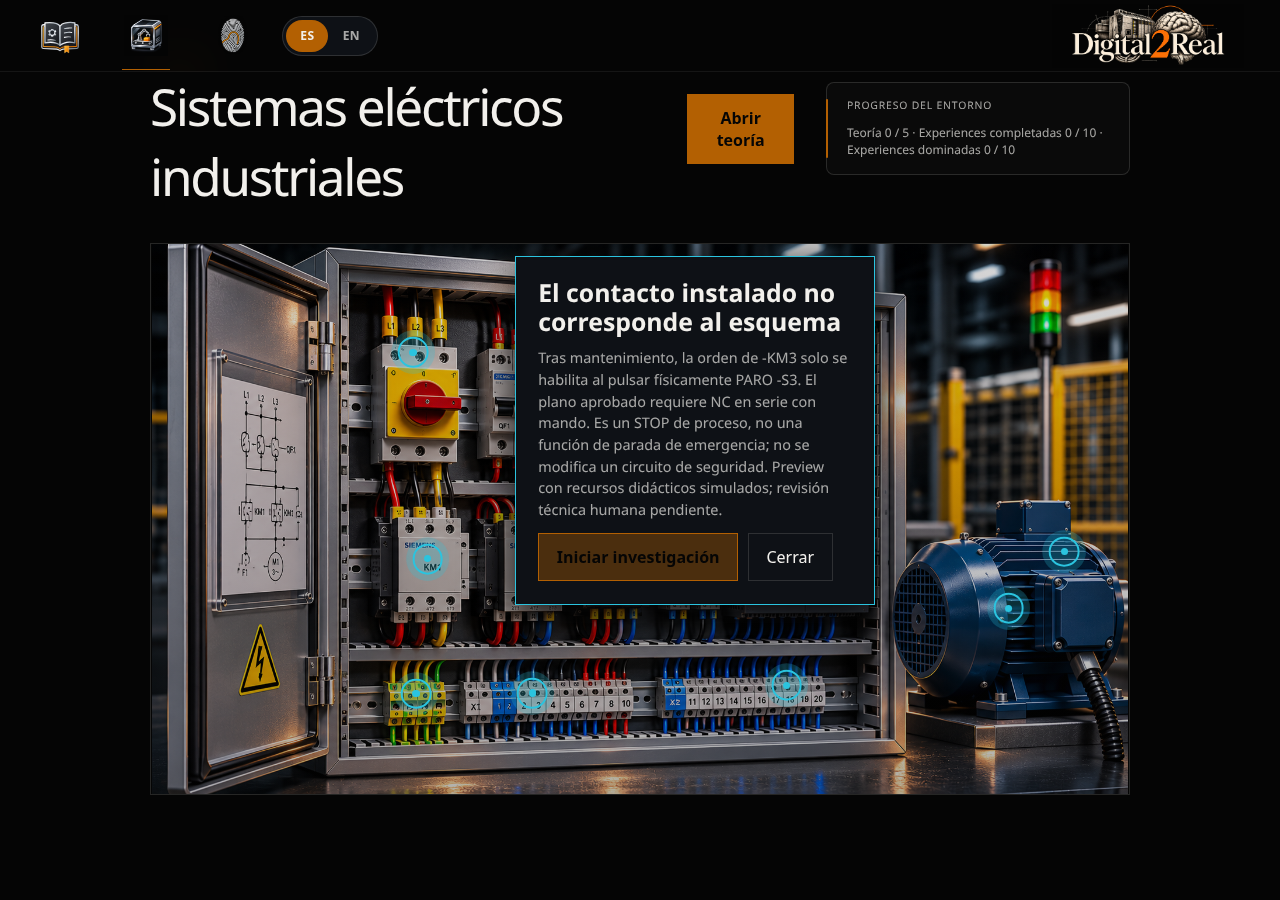 ES EN
Digital2Real
Sistemas eléctricos
industriales
Abrir
teoría
PROGRESO DEL ENTORNO
Teoría 0 / 5 · Experiences completadas 0 / 10 ·
Experiences dominadas 0 / 10
El contacto instalado no
corresponde al esquema
Tras mantenimiento, la orden de -KM3 solo se
habilita al pulsar físicamente PARO -S3. El
plano aprobado requiere NC en serie con
mando. Es un STOP de proceso, no una
función de parada de emergencia; no se
modifica un circuito de seguridad. Preview
con recursos didácticos simulados; revisión
técnica humana pendiente.
Iniciar investigación
Cerrar
L1 L2 L3
L1 L2 L3
QF1
KM1
M1
SIEMENS
X1 4 5 6 7 8 9 10
X2 11 12 13 14 15 16 17 18 19 20